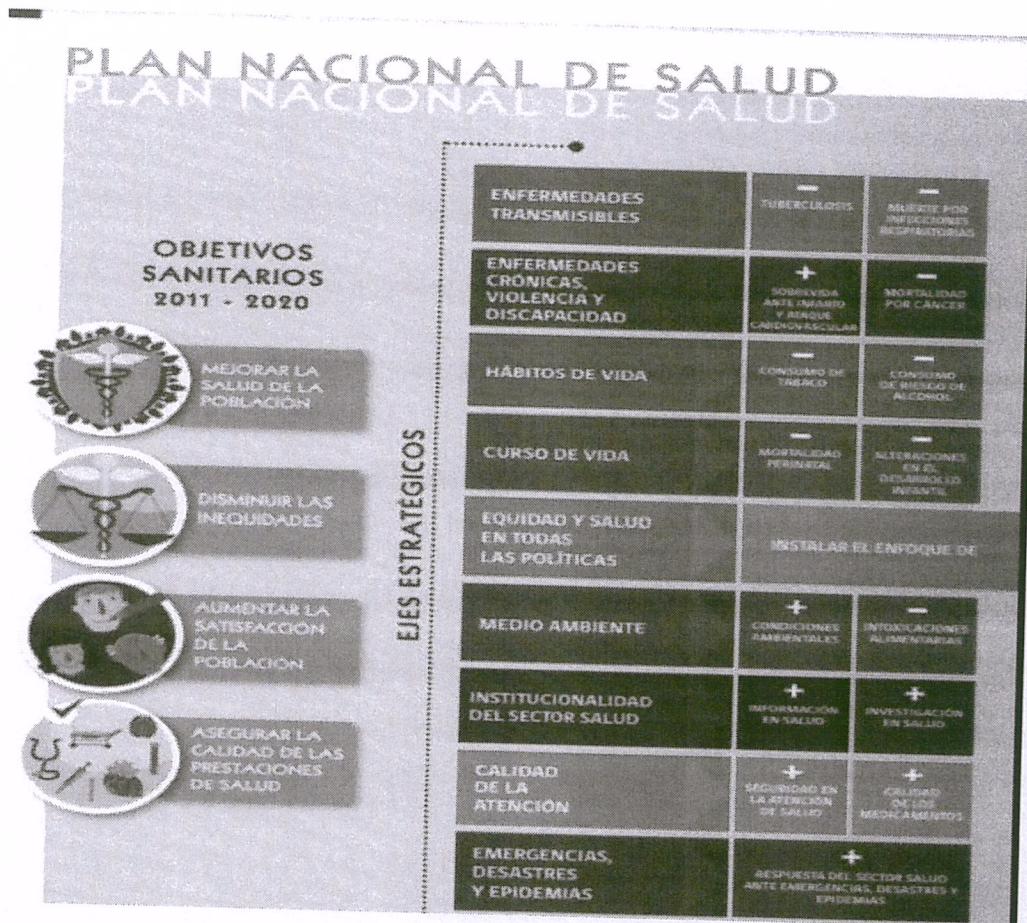 PLAN NACIONAL DE SALUD
PLAN NACIONAL DE SALUD
OBJETIVOS
SANITARIOS
2011 - 2020
MEJORAR LA
SALUD DE LA
POBLACIÓN
DISMINUIR LAS
INEQUIDADES
AUMENTAR LA
SATISFACCIÓN
DE LA
POBLACIÓN
ASEGURAR LA
CALIDAD DE LAS
PRESTACIONES
DE SALUD
EJES ESTRATÉGICOS
ENFERMEDADES
TRANSMISIBLES
−
TUBERCULOSIS
−
MUERTE POR
INFECCIONES
RESPIRATORIAS
ENFERMEDADES
CRÓNICAS,
VIOLENCIA Y
DISCAPACIDAD
+
SOBREVIDA
ANTE INFARTO
Y ATAQUE
CARDIOVASCULAR
−
MORTALIDAD
POR CÁNCER
HÁBITOS DE VIDA
−
CONSUMO DE
TABACO
−
CONSUMO
DE RIESGO DE
ALCOHOL
CURSO DE VIDA
−
MORTALIDAD
PERINATAL
−
ALTERACIONES
EN EL
DESARROLLO
INFANTIL
EQUIDAD Y SALUD
EN TODAS
LAS POLÍTICAS
INSTALAR EL ENFOQUE DE
MEDIO AMBIENTE
+
CONDICIONES
AMBIENTALES
−
INTOXICACIONES
ALIMENTARIAS
INSTITUCIONALIDAD
DEL SECTOR SALUD
+
INFORMACIÓN
EN SALUD
+
INVESTIGACIÓN
EN SALUD
CALIDAD
DE LA
ATENCIÓN
+
SEGURIDAD EN
LA ATENCIÓN
DE SALUD
+
CALIDAD
DE LOS
MEDICAMENTOS
EMERGENCIAS,
DESASTRES
Y EPIDEMIAS
+
RESPUESTA DEL SECTOR SALUD
ANTE EMERGENCIAS, DESASTRES Y
EPIDEMIAS